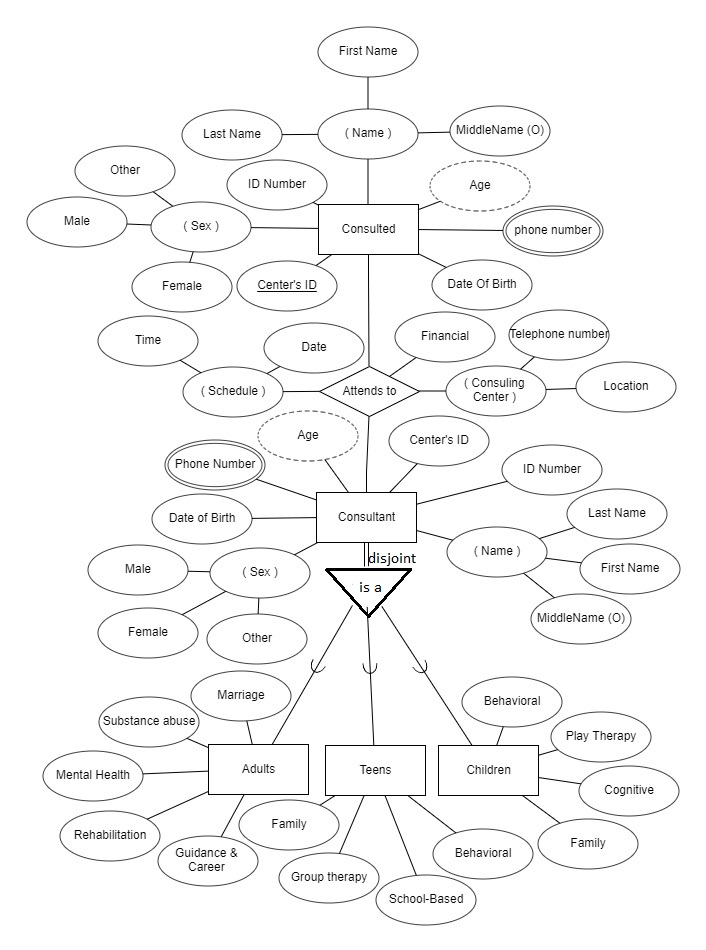 First Name
Last Name
( Name )
MiddleName (O)
Other
ID Number
Age
Male
( Sex )
Consulted
phone number
Female
Center's ID
Date Of Birth
Time
Date
Financial
Telephone number
( Schedule )
Attends to
( Consuling
Center )
Location
Age
Center's ID
Phone Number
ID Number
Date of Birth
Consultant
Last Name
( Name )
disjoint
Male
( Sex )
is a
First Name
Female
Other
MiddleName (O)
Marriage
Behavioral
Substance abuse
Play Therapy
Mental Health
Adults
Teens
Children
Cognitive
Rehabilitation
Family
Family
Guidance &
Career
Behavioral
Group therapy
School-Based